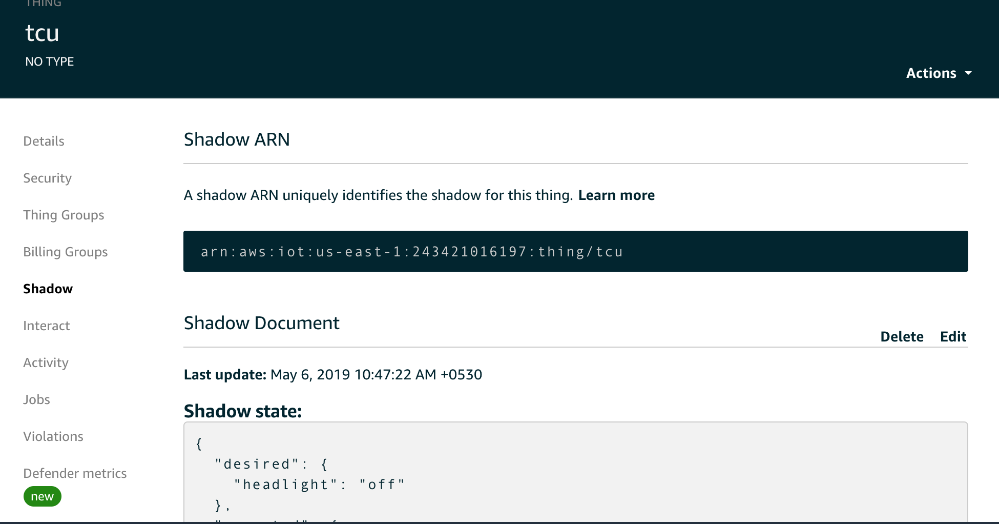 THING
tcu
NO TYPE
Actions
Details
Security
Thing Groups
Billing Groups
Shadow
Interact
Activity
Jobs
Violations
Defender metrics
new
Shadow ARN
A shadow ARN uniquely identifies the shadow for this thing. Learn more
arn:aws:iot:us-east-1:243421016197:thing/tcu
Shadow Document
Delete Edit
Last update: May 6, 2019 10:47:22 AM +0530
Shadow state:
{
"desired": {
"headlight": "off"
},